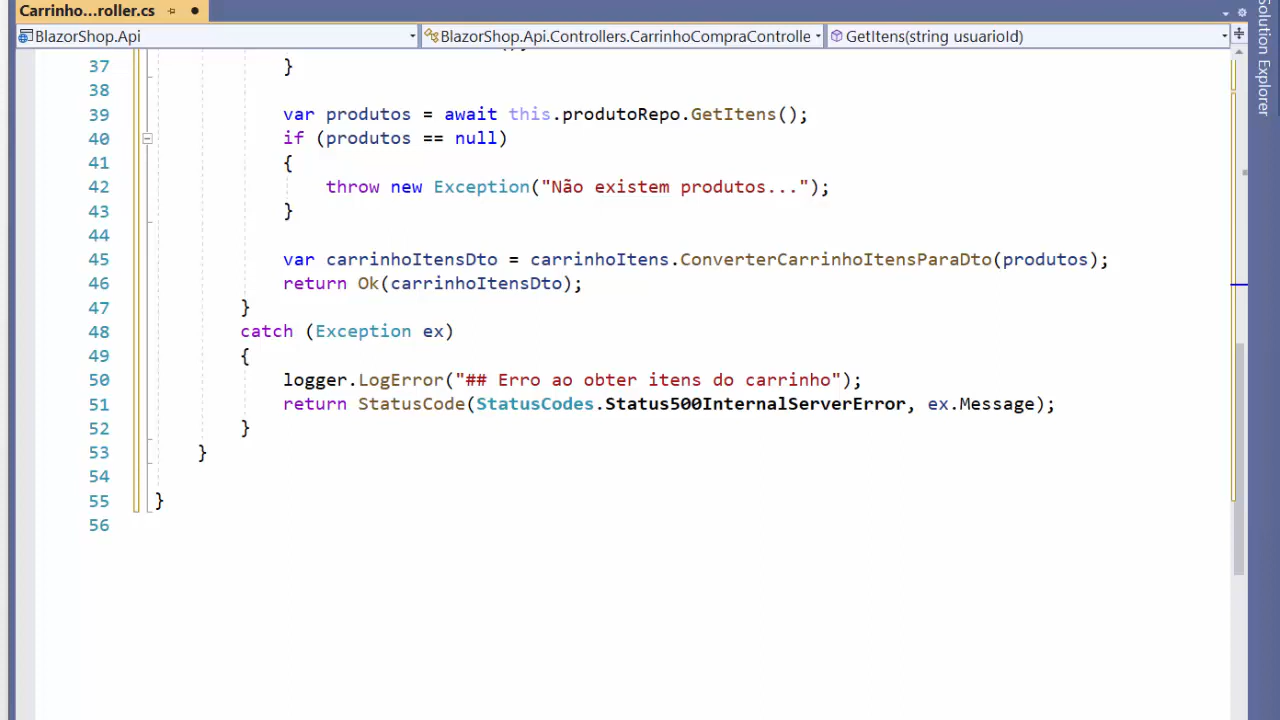 Carrinho...roller.cs
BlazorShop.Api
BlazorShop.Api.Controllers.CarrinhoCompraControlle
GetItens(string usuarioId)
Solution Explorer
37 }
38
39 var produtos = await this.produtoRepo.GetItens();
40 if (produtos == null)
41 {
42 throw new Exception("Não existem produtos...");
43 }
44
45 var carrinhoItensDto = carrinhoItens.ConverterCarrinhoItensParaDto(produtos);
46 return Ok(carrinhoItensDto);
47 }
48 catch (Exception ex)
49 {
50 logger.LogError("## Erro ao obter itens do carrinho");
51 return StatusCode(StatusCodes.Status500InternalServerError, ex.Message);
52 }
53 }
54
55 }
56